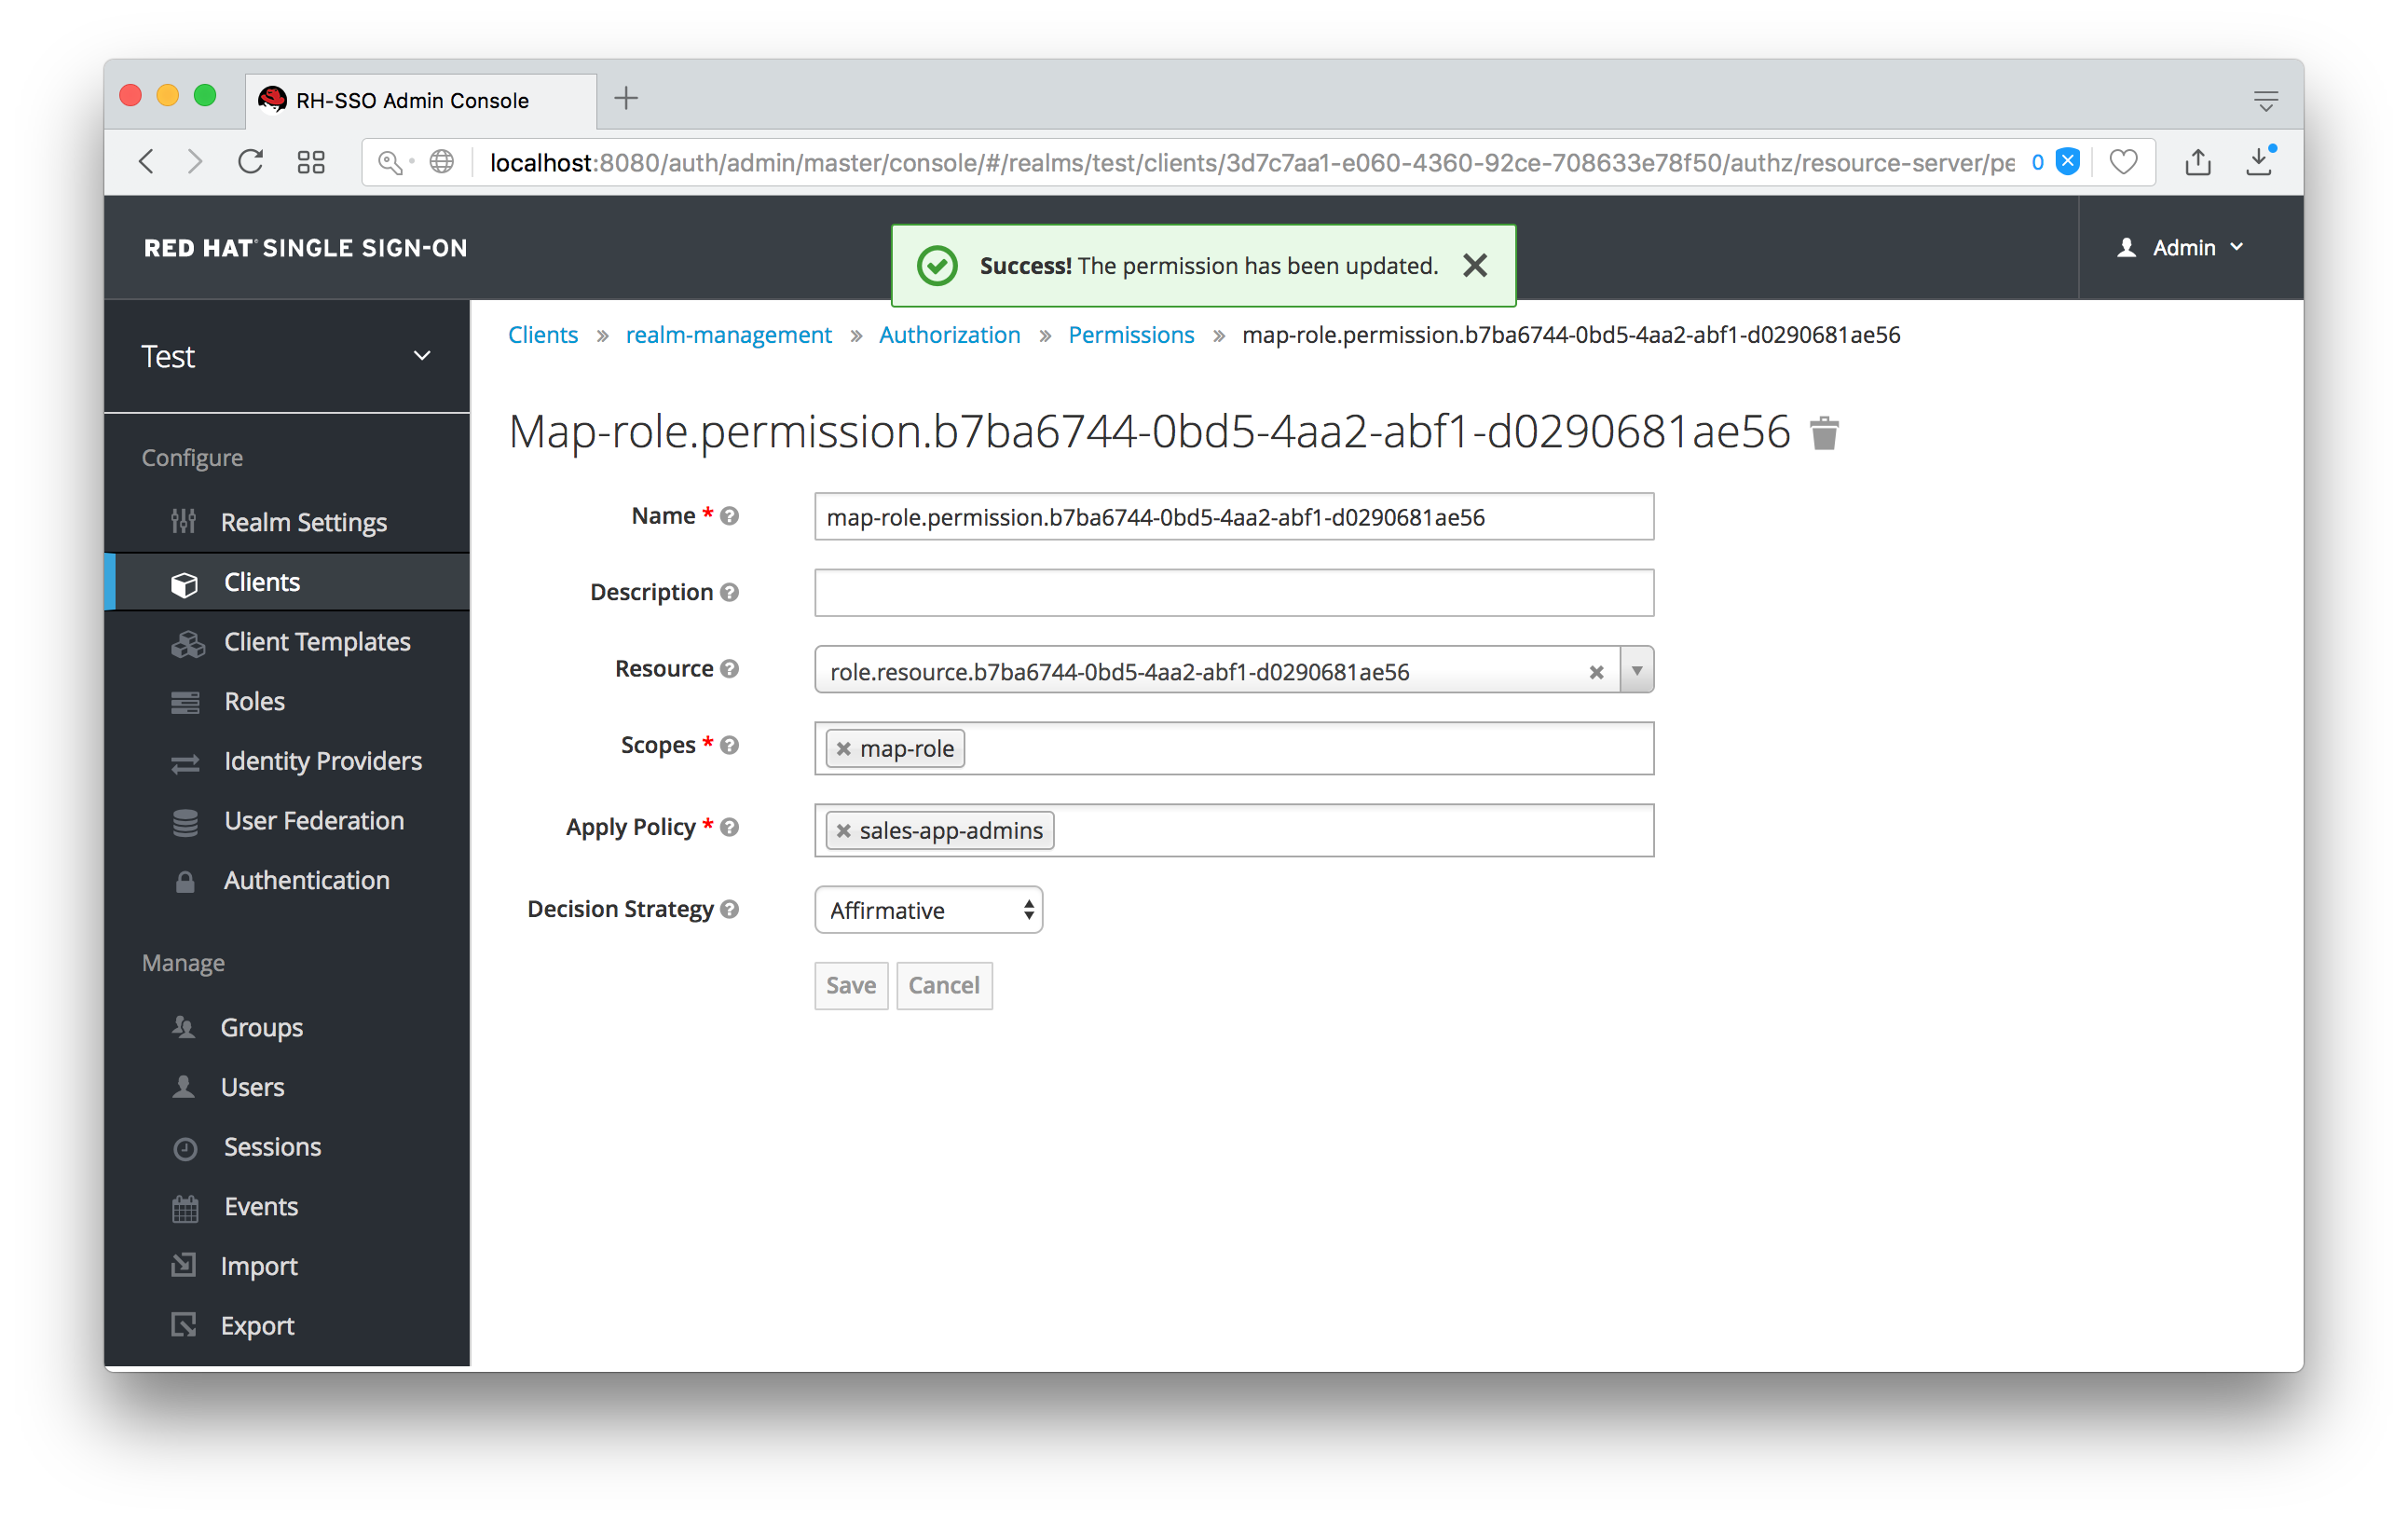 RH-SSO Admin Console
localhost:8080/auth/admin/master/console/#/realms/test/clients/3d7c7aa1-e060-4360-92ce-708633e78f50/authz/resource-server/pe 0
RED HAT® SINGLE SIGN-ON
Success! The permission has been updated.
Admin
Test
Configure
Realm Settings
Clients
Client Templates
Roles
Identity Providers
User Federation
Authentication
Manage
Groups
Users
Sessions
Events
Import
Export
Clients » realm-management » Authorization » Permissions » map-role.permission.b7ba6744-0bd5-4aa2-abf1-d0290681ae56
Map-role.permission.b7ba6744-0bd5-4aa2-abf1-d0290681ae56
Name * map-role.permission.b7ba6744-0bd5-4aa2-abf1-d0290681ae56
Description
Resource role.resource.b7ba6744-0bd5-4aa2-abf1-d0290681ae56
Scopes * map-role
Apply Policy * sales-app-admins
Decision Strategy Affirmative
Save Cancel